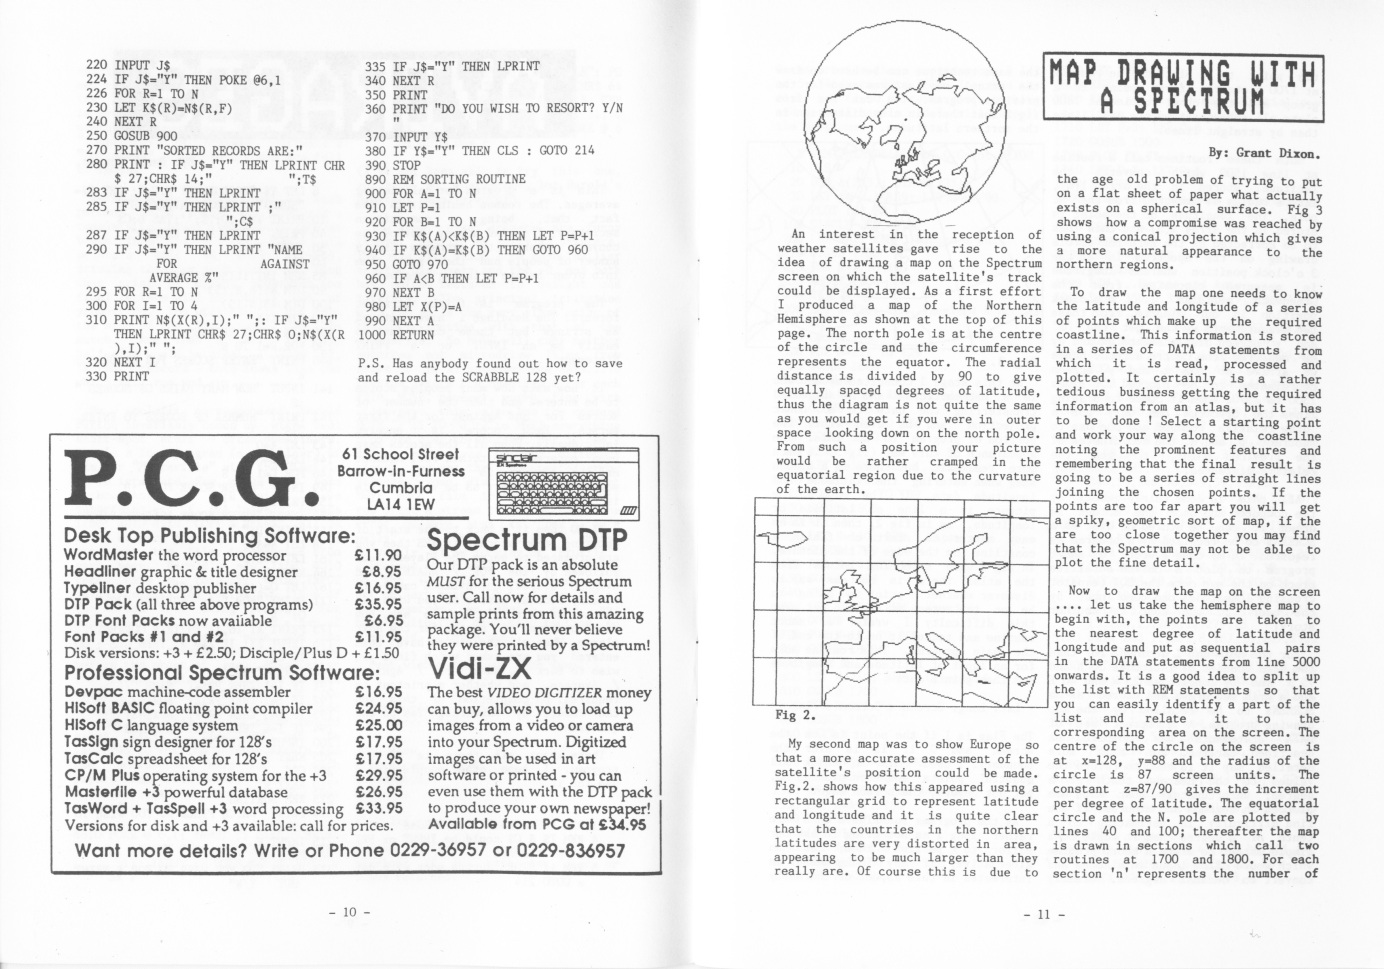 220 INPUT J$
224 IF J$="Y" THEN POKE @6,1
226 FOR R=1 TO N
230 LET K$(R)=N$(R,F)
240 NEXT R
250 GOSUB 900
270 PRINT "SORTED RECORDS ARE:"
280 PRINT : IF J$="Y" THEN LPRINT CHR
$ 27;CHR$ 14;" ";T$
283 IF J$="Y" THEN LPRINT
285 IF J$="Y" THEN LPRINT ;"
";C$
287 IF J$="Y" THEN LPRINT
290 IF J$="Y" THEN LPRINT "NAME
FOR AGAINST
AVERAGE %"
295 FOR R=1 TO N
300 FOR I=1 TO 4
310 PRINT N$(X(R),I);" ";: IF J$="Y"
THEN LPRINT CHR$ 27;CHR$ 0;N$(X(R
),I);" ";
320 NEXT I
330 PRINT
335 IF J$="Y" THEN LPRINT
340 NEXT R
350 PRINT
360 PRINT "DO YOU WISH TO RESORT? Y/N
"
370 INPUT Y$
380 IF Y$="Y" THEN CLS : GOTO 214
390 STOP
890 REM SORTING ROUTINE
900 FOR A=1 TO N
910 LET P=1
920 FOR B=1 TO N
930 IF K$(A)<K$(B) THEN LET P=P+1
940 IF K$(A)=K$(B) THEN GOTO 960
950 GOTO 970
960 IF A<B THEN LET P=P+1
970 NEXT B
980 LET X(P)=A
990 NEXT A
1000 RETURN
P.S. Has anybody found out how to save
and reload the SCRABBLE 128 yet?
P.C.G.
61 School Street
Barrow-in-Furness
Cumbria
LA14 1EW
sinclair
ZX Spectrum
Desk Top Publishing Software:
WordMaster the word processor £11.90
Headliner graphic & title designer £8.95
Typeliner desktop publisher £16.95
DTP Pack (all three above programs) £35.95
DTP Font Packs now available £6.95
Font Packs #1 and #2 £11.95
Disk versions: +3 + £2.50; Disciple/Plus D + £1.50
Professional Spectrum Software:
Devpac machine-code assembler £16.95
HiSoft BASIC floating point compiler £24.95
HiSoft C language system £25.00
TasSign sign designer for 128's £17.95
TasCalc spreadsheet for 128's £17.95
CP/M Plus operating system for the +3 £29.95
Masterfile +3 powerful database £26.95
TasWord + TasSpell +3 word processing £33.95
Versions for disk and +3 available: call for prices.
Spectrum DTP
Our DTP pack is an absolute
MUST for the serious Spectrum
user. Call now for details and
sample prints from this amazing
package. You'll never believe
they were printed by a Spectrum!
Vidi-ZX
The best VIDEO DIGITIZER money
can buy, allows you to load up
images from a video or camera
into your Spectrum. Digitized
images can be used in art
software or printed - you can
even use them with the DTP pack
to produce your own newspaper!
Available from PCG at £34.95
Want more details? Write or Phone 0229-36957 or 0229-836957
- 10 -
MAP DRAWING WITH
A SPECTRUM
By: Grant Dixon.
An interest in the reception of
weather satellites gave rise to the
idea of drawing a map on the Spectrum
screen on which the satellite's track
could be displayed. As a first effort
I produced a map of the Northern
Hemisphere as shown at the top of this
page. The north pole is at the centre
of the circle and the circumference
represents the equator. The radial
distance is divided by 90 to give
equally spaced degrees of latitude,
thus the diagram is not quite the same
as you would get if you were in outer
space looking down on the north pole.
From such a position your picture
would be rather cramped in the
equatorial region due to the curvature
of the earth.
Fig 2.
My second map was to show Europe so
that a more accurate assessment of the
satellite's position could be made.
Fig.2. shows how this appeared using a
rectangular grid to represent latitude
and longitude and it is quite clear
that the countries in the northern
latitudes are very distorted in area,
appearing to be much larger than they
really are. Of course this is due to
the age old problem of trying to put
on a flat sheet of paper what actually
exists on a spherical surface. Fig 3
shows how a compromise was reached by
using a conical projection which gives
a more natural appearance to the
northern regions.
To draw the map one needs to know
the latitude and longitude of a series
of points which make up the required
coastline. This information is stored
in a series of DATA statements from
which it is read, processed and
plotted. It certainly is a rather
tedious business getting the required
information from an atlas, but it has
to be done ! Select a starting point
and work your way along the coastline
noting the prominent features and
remembering that the final result is
going to be a series of straight lines
joining the chosen points. If the
points are too far apart you will get
a spiky, geometric sort of map, if the
are too close together you may find
that the Spectrum may not be able to
plot the fine detail.
Now to draw the map on the screen
.... let us take the hemisphere map to
begin with, the points are taken to
the nearest degree of latitude and
longitude and put as sequential pairs
in the DATA statements from line 5000
onwards. It is a good idea to split up
the list with REM statements so that
you can easily identify a part of the
list and relate it to the
corresponding area on the screen. The
centre of the circle on the screen is
at x=128, y=88 and the radius of the
circle is 87 screen units. The
constant z=87/90 gives the increment
per degree of latitude. The equatorial
circle and the N. pole are plotted by
lines 40 and 100; thereafter the map
is drawn in sections which call two
routines at 1700 and 1800. For each
section 'n' represents the number of
- 11 -